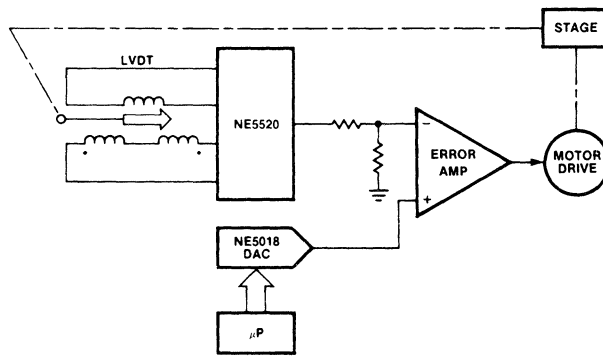 STAGE
LVDT
NE5520
−
ERROR
AMP
+
MOTOR
DRIVE
NE5018
DAC
μP